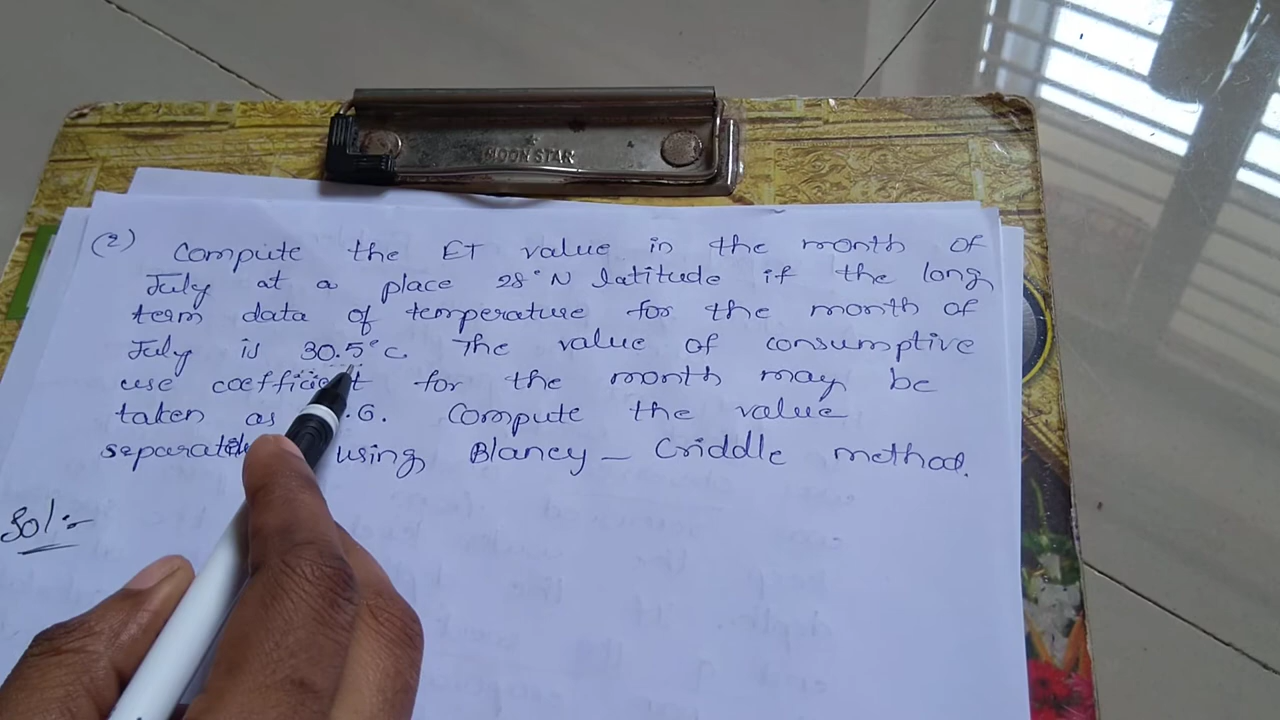 MOON STAR
(2) Compute the ET value in the month of
July at a place 28°N latitude if the long
term data of temperature for the month of
July is 30.5°c. The value of consumptive
use coefficient for the month may be
taken as .6. Compute the value
using Blaney - Criddle method.
Sol:-